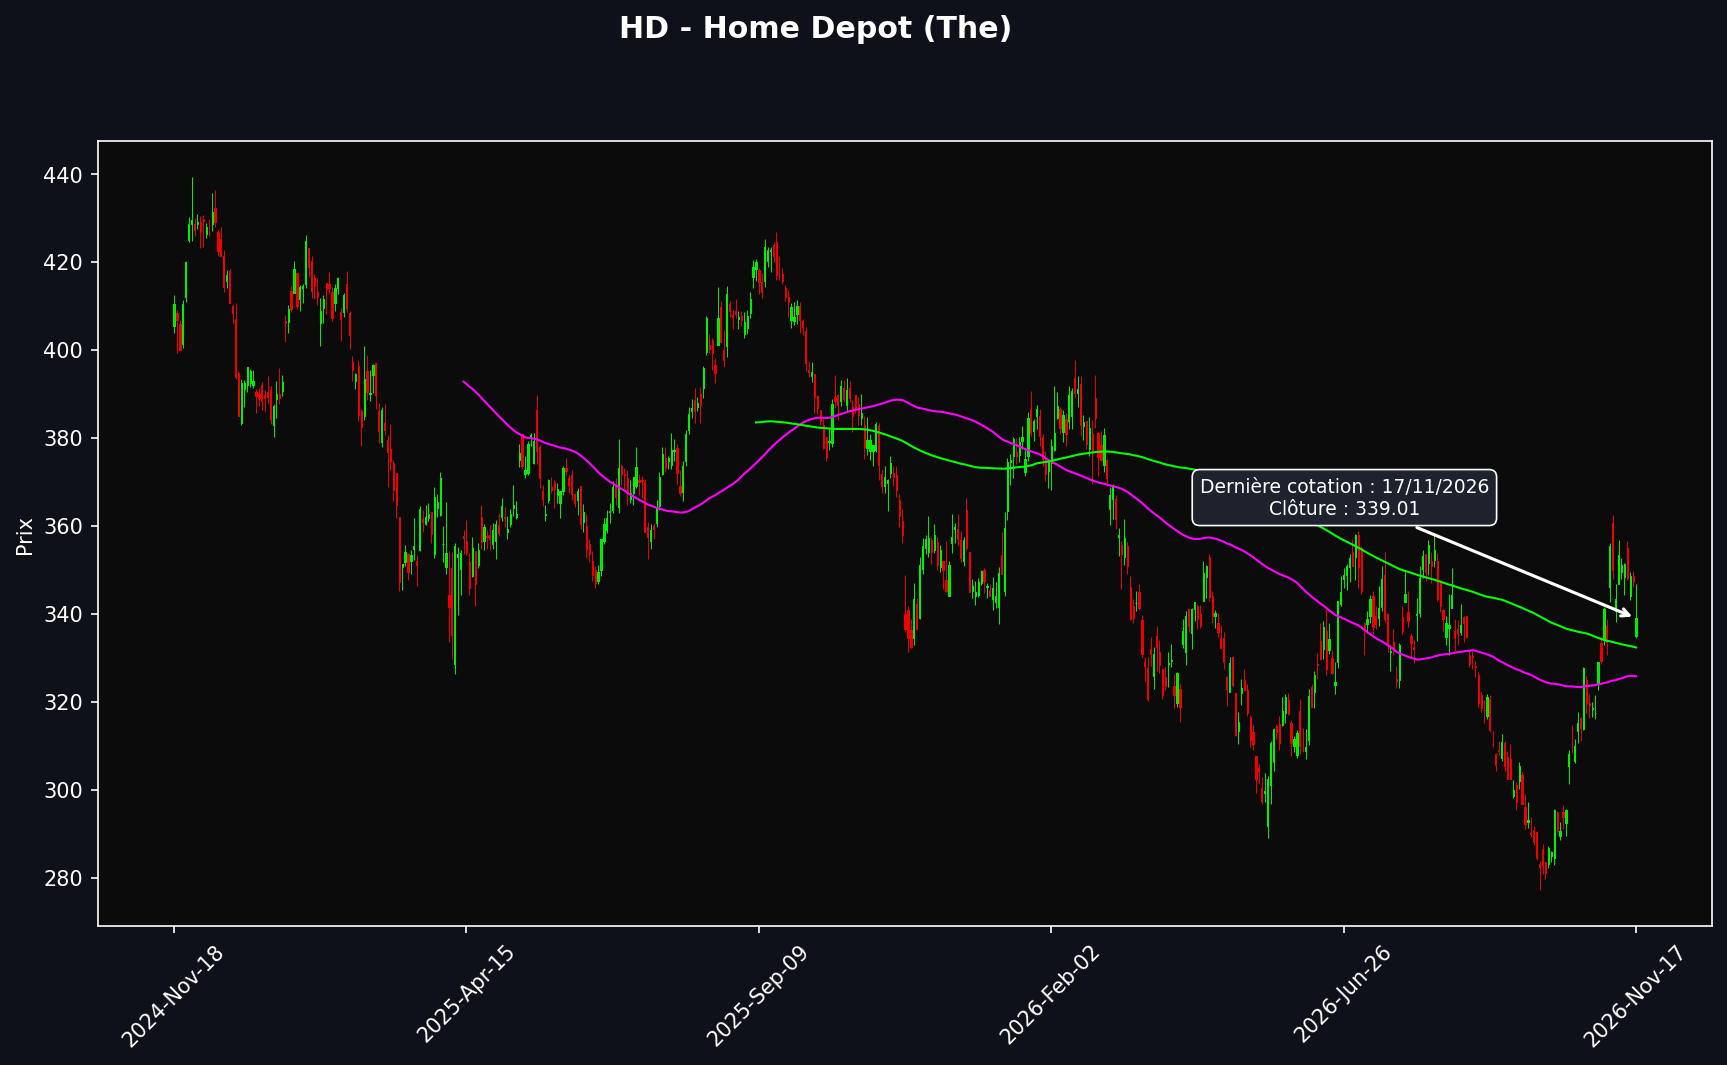 HD - Home Depot (The)
440
420
400
380
360
340
320
300
280
Prix
Dernière cotation : 17/11/2026
Clôture : 339.01
2024-Nov-18
2025-Apr-15
2025-Sep-09
2026-Feb-02
2026-Jun-26
2026-Nov-17